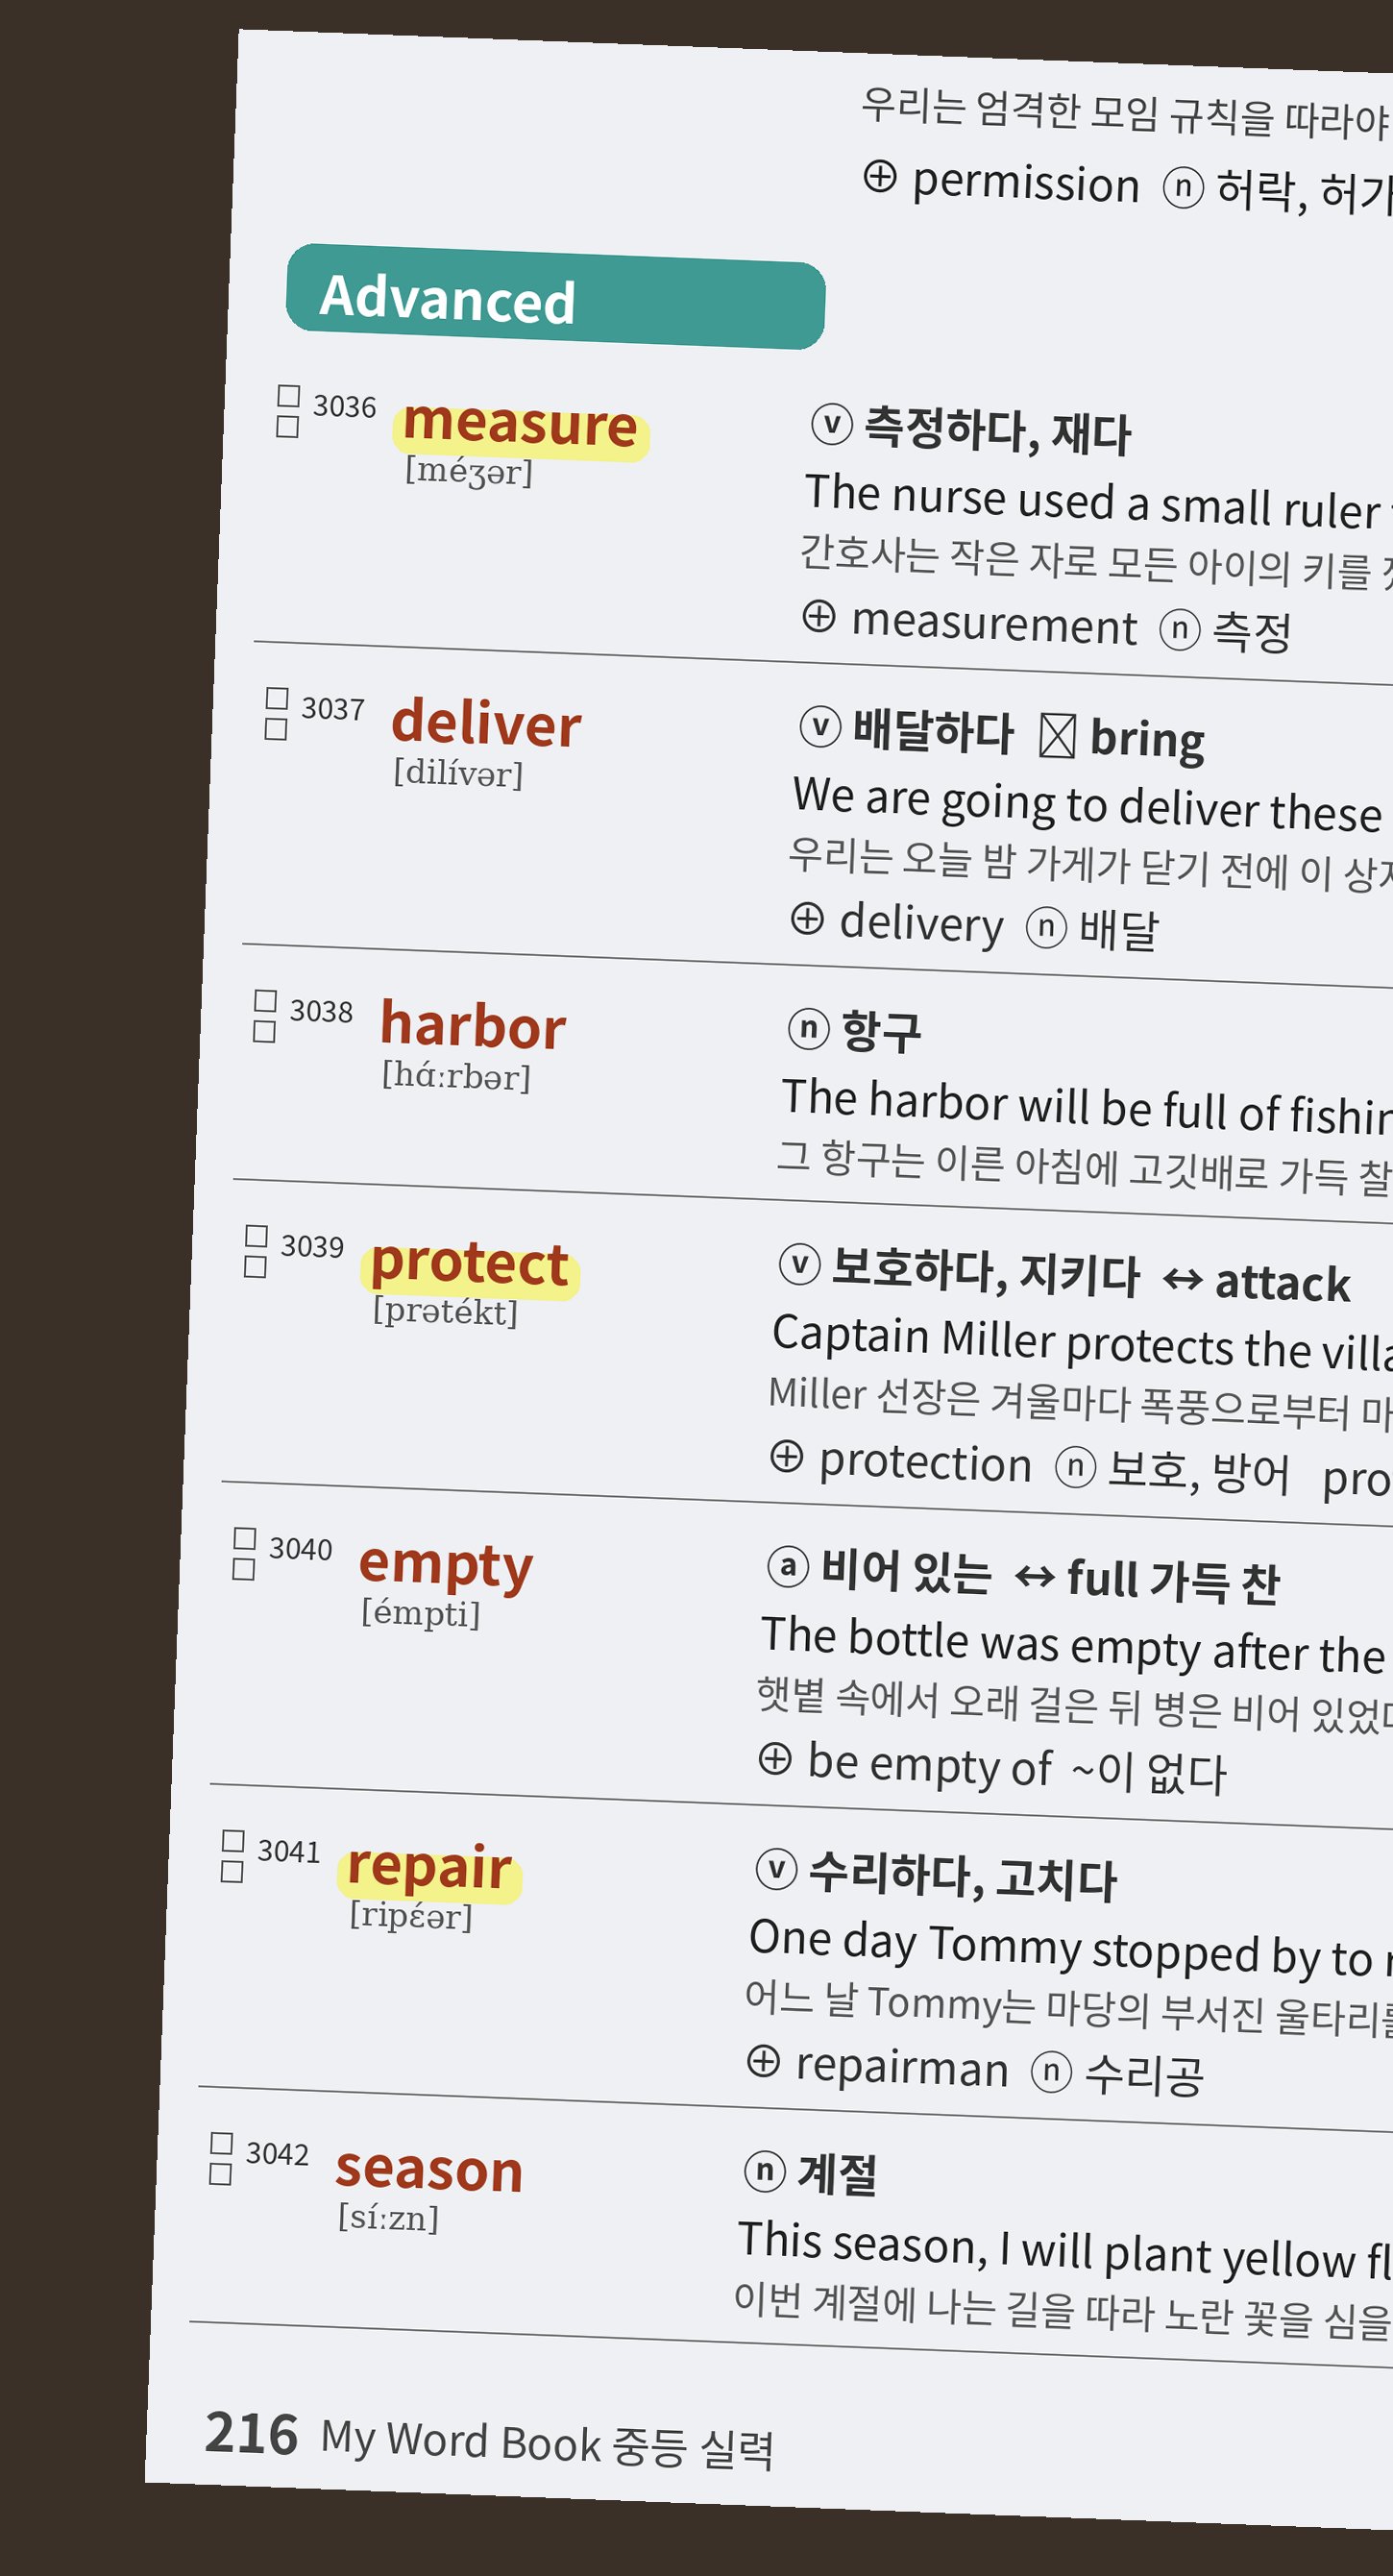 우리는 엄격한 모임 규칙을 따라야
⊕ permission ⓝ 허락, 허가
Advanced
□ 3036 measure ⓥ 측정하다, 재다
□ [méʒər]
The nurse used a small ruler
간호사는 작은 자로 모든 아이의 키를
⊕ measurement ⓝ 측정
□ 3037 deliver ⓥ 배달하다 bring
□ [dilívər]
We are going to deliver these
우리는 오늘 밤 가게가 닫기 전에 이
⊕ delivery ⓝ 배달
□ 3038 harbor ⓝ 항구
□ [hɑ́ːrbər]
The harbor will be full of
그 항구는 이른 아침에 고깃배로 가득 찰
□ 3039 protect ⓥ 보호하다, 지키다 ↔ attack
□ [prətékt]
Captain Miller protects the
Miller 선장은 겨울마다 폭풍으로부터
⊕ protection ⓝ 보호, 방어
□ 3040 empty ⓐ 비어 있는 ↔ full 가득 찬
□ [émpti]
The bottle was empty after the
햇볕 속에서 오래 걸은 뒤 병은 비어
⊕ be empty of ~이 없다
□ 3041 repair ⓥ 수리하다, 고치다
□ [ripɛ́ər]
One day Tommy stopped by to
어느 날 Tommy는 마당의 부서진 울타리를
⊕ repairman ⓝ 수리공
□ 3042 season ⓝ 계절
□ [síːzn]
This season, I will plant yellow
이번 계절에 나는 길을 따라 노란 꽃을 심을
216 My Word Book 중등 실력